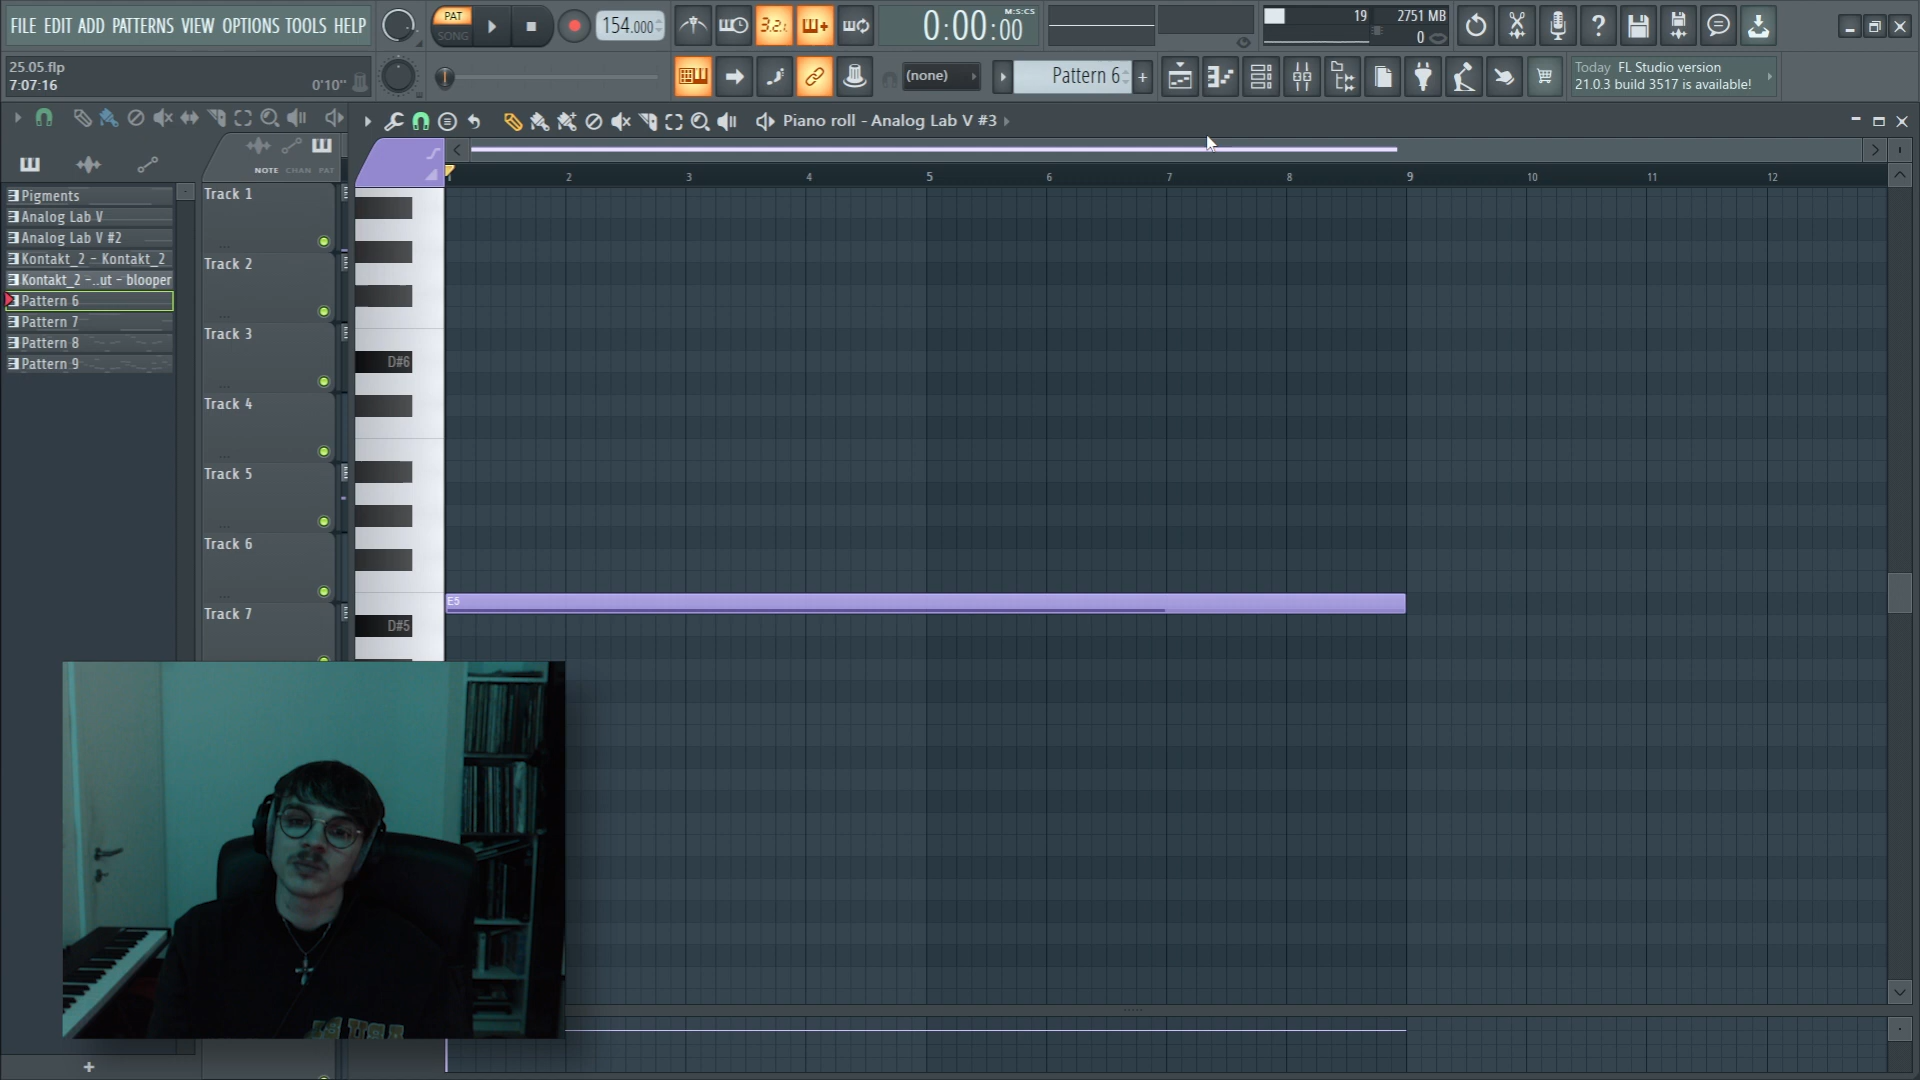 FILE EDIT ADD PATTERNS VIEW OPTIONS TOOLS HELP
PAT
SONG
154.000
3.2.
0:00:00
M:S:CS
19
2751 MB
0
25.05.flp
7:07:16
0'10"
(none)
Pattern 6
+
Today FL Studio version
21.0.3 build 3517 is available!
Piano roll - Analog Lab V #3
NOTE CHAN PAT
2 3 4 5 6 7 8 9 10 11 12
Pigments
Analog Lab V
Analog Lab V #2
Kontakt_2 - Kontakt_2
Kontakt_2 -..ut - blooper
Pattern 6
Pattern 7
Pattern 8
Pattern 9
Track 1
...
Track 2
...
Track 3
...
Track 4
...
Track 5
...
Track 6
...
Track 7
D#6
E5
D#5
USA
+